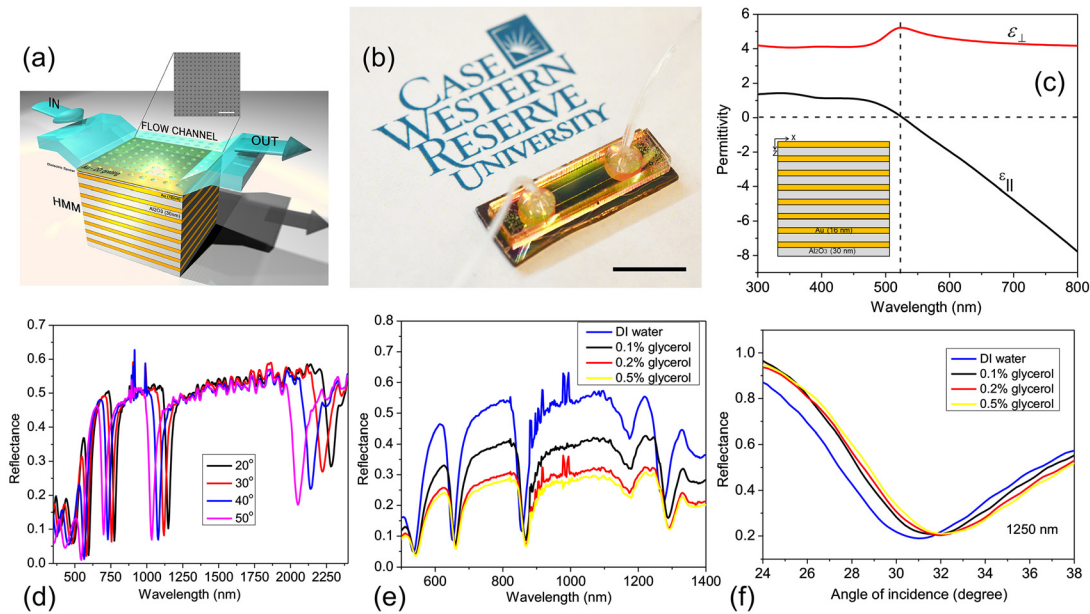 (a)
IN
FLOW CHANNEL
OUT
Au (16nm)
Al₂O₃ (30nm)
HMM
(b)
CASE
WESTERN
RESERVE
UNIVERSITY
(c)
Permittivity
8
6
4
2
0
-2
-4
-6
-8
ε⊥
ε||
X
Z
Au (16 nm)
Al₂O₃ (30 nm)
300 400 500 600 700 800
Wavelength (nm)
(d)
Reflectance
0.7
0.6
0.5
0.4
0.3
0.2
0.1
0.0
20°
30°
40°
50°
500 750 1000 1250 1500 1750 2000 2250
Wavelength (nm)
(e)
Reflectance
0.8
0.7
0.6
0.5
0.4
0.3
0.2
0.1
0.0
DI water
0.1% glycerol
0.2% glycerol
0.5% glycerol
600 800 1000 1200 1400
Wavelength (nm)
(f)
Reflectance
1.0
0.8
0.6
0.4
0.2
DI water
0.1% glycerol
0.2% glycerol
0.5% glycerol
1250 nm
24 26 28 30 32 34 36 38
Angle of incidence (degree)